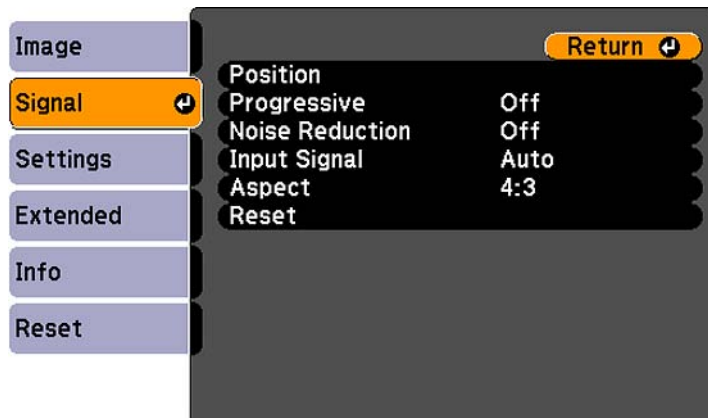 Image
Signal
Settings
Extended
Info
Reset
Return
Position
Progressive Off
Noise Reduction Off
Input Signal Auto
Aspect 4:3
Reset